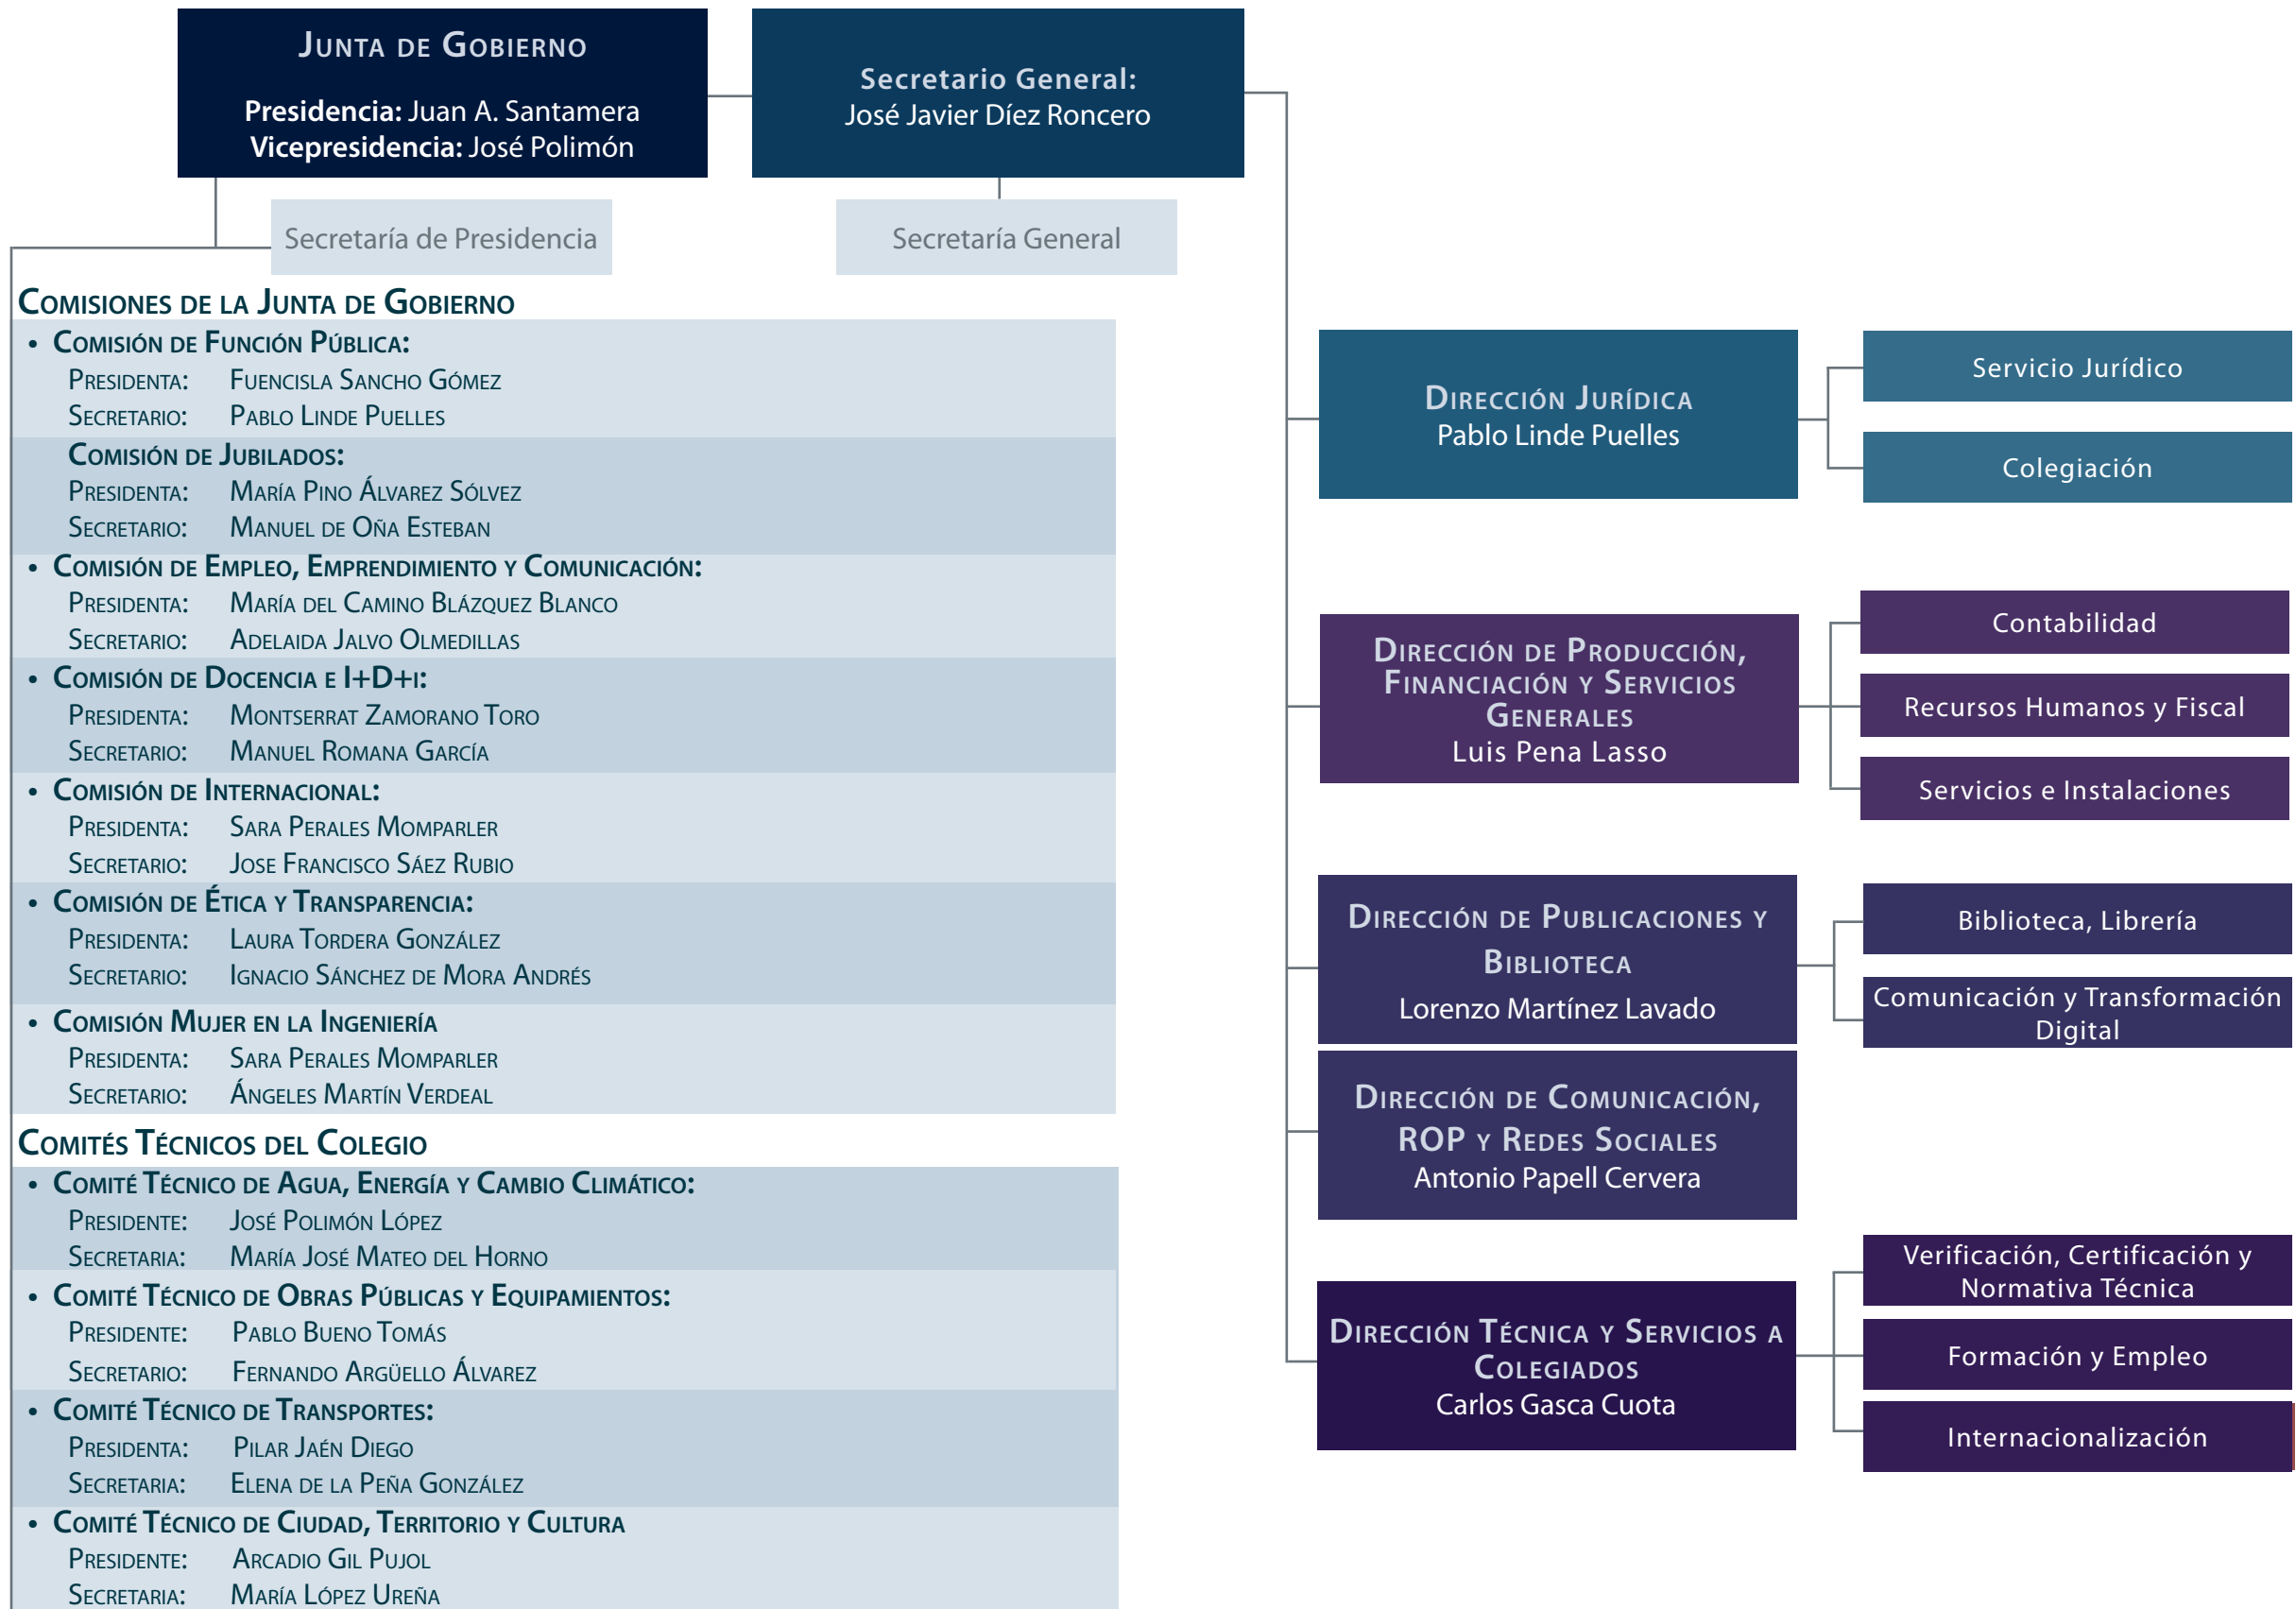 Junta de Gobierno
Presidencia: Juan A. Santamera
Vicepresidencia: José Polimón
Secretario General:
José Javier Díez Roncero
Secretaría de Presidencia
Secretaría General
Comisiones de la Junta de Gobierno
• Comisión de Función Pública:
Presidenta: Fuencisla Sancho Gómez
Secretario: Pablo Linde Puelles
Comisión de Jubilados:
Presidenta: María Pino Álvarez Sólvez
Secretario: Manuel de Oña Esteban
• Comisión de Empleo, Emprendimiento y Comunicación:
Presidenta: María del Camino Blázquez Blanco
Secretario: Adelaida Jalvo Olmedillas
• Comisión de Docencia e I+D+i:
Presidenta: Montserrat Zamorano Toro
Secretario: Manuel Romana García
• Comisión de Internacional:
Presidenta: Sara Perales Momparler
Secretario: Jose Francisco Sáez Rubio
• Comisión de Ética y Transparencia:
Presidenta: Laura Tordera González
Secretario: Ignacio Sánchez de Mora Andrés
• Comisión Mujer en la Ingeniería
Presidenta: Sara Perales Momparler
Secretario: Ángeles Martín Verdeal
Comités Técnicos del Colegio
• Comité Técnico de Agua, Energía y Cambio Climático:
Presidente: José Polimón López
Secretaria: María José Mateo del Horno
• Comité Técnico de Obras Públicas y Equipamientos:
Presidente: Pablo Bueno Tomás
Secretario: Fernando Argüello Álvarez
• Comité Técnico de Transportes:
Presidenta: Pilar Jaén Diego
Secretaria: Elena de la Peña González
• Comité Técnico de Ciudad, Territorio y Cultura
Presidente: Arcadio Gil Pujol
Secretaria: María López Ureña
Dirección Jurídica
Pablo Linde Puelles
Servicio Jurídico
Colegiación
Dirección de Producción,
Financiación y Servicios
Generales
Luis Pena Lasso
Contabilidad
Recursos Humanos y Fiscal
Servicios e Instalaciones
Dirección de Publicaciones y
Biblioteca
Lorenzo Martínez Lavado
Biblioteca, Librería
Comunicación y Transformación
Digital
Dirección de Comunicación,
ROP y Redes Sociales
Antonio Papell Cervera
Dirección Técnica y Servicios a
Colegiados
Carlos Gasca Cuota
Verificación, Certificación y
Normativa Técnica
Formación y Empleo
Internacionalización